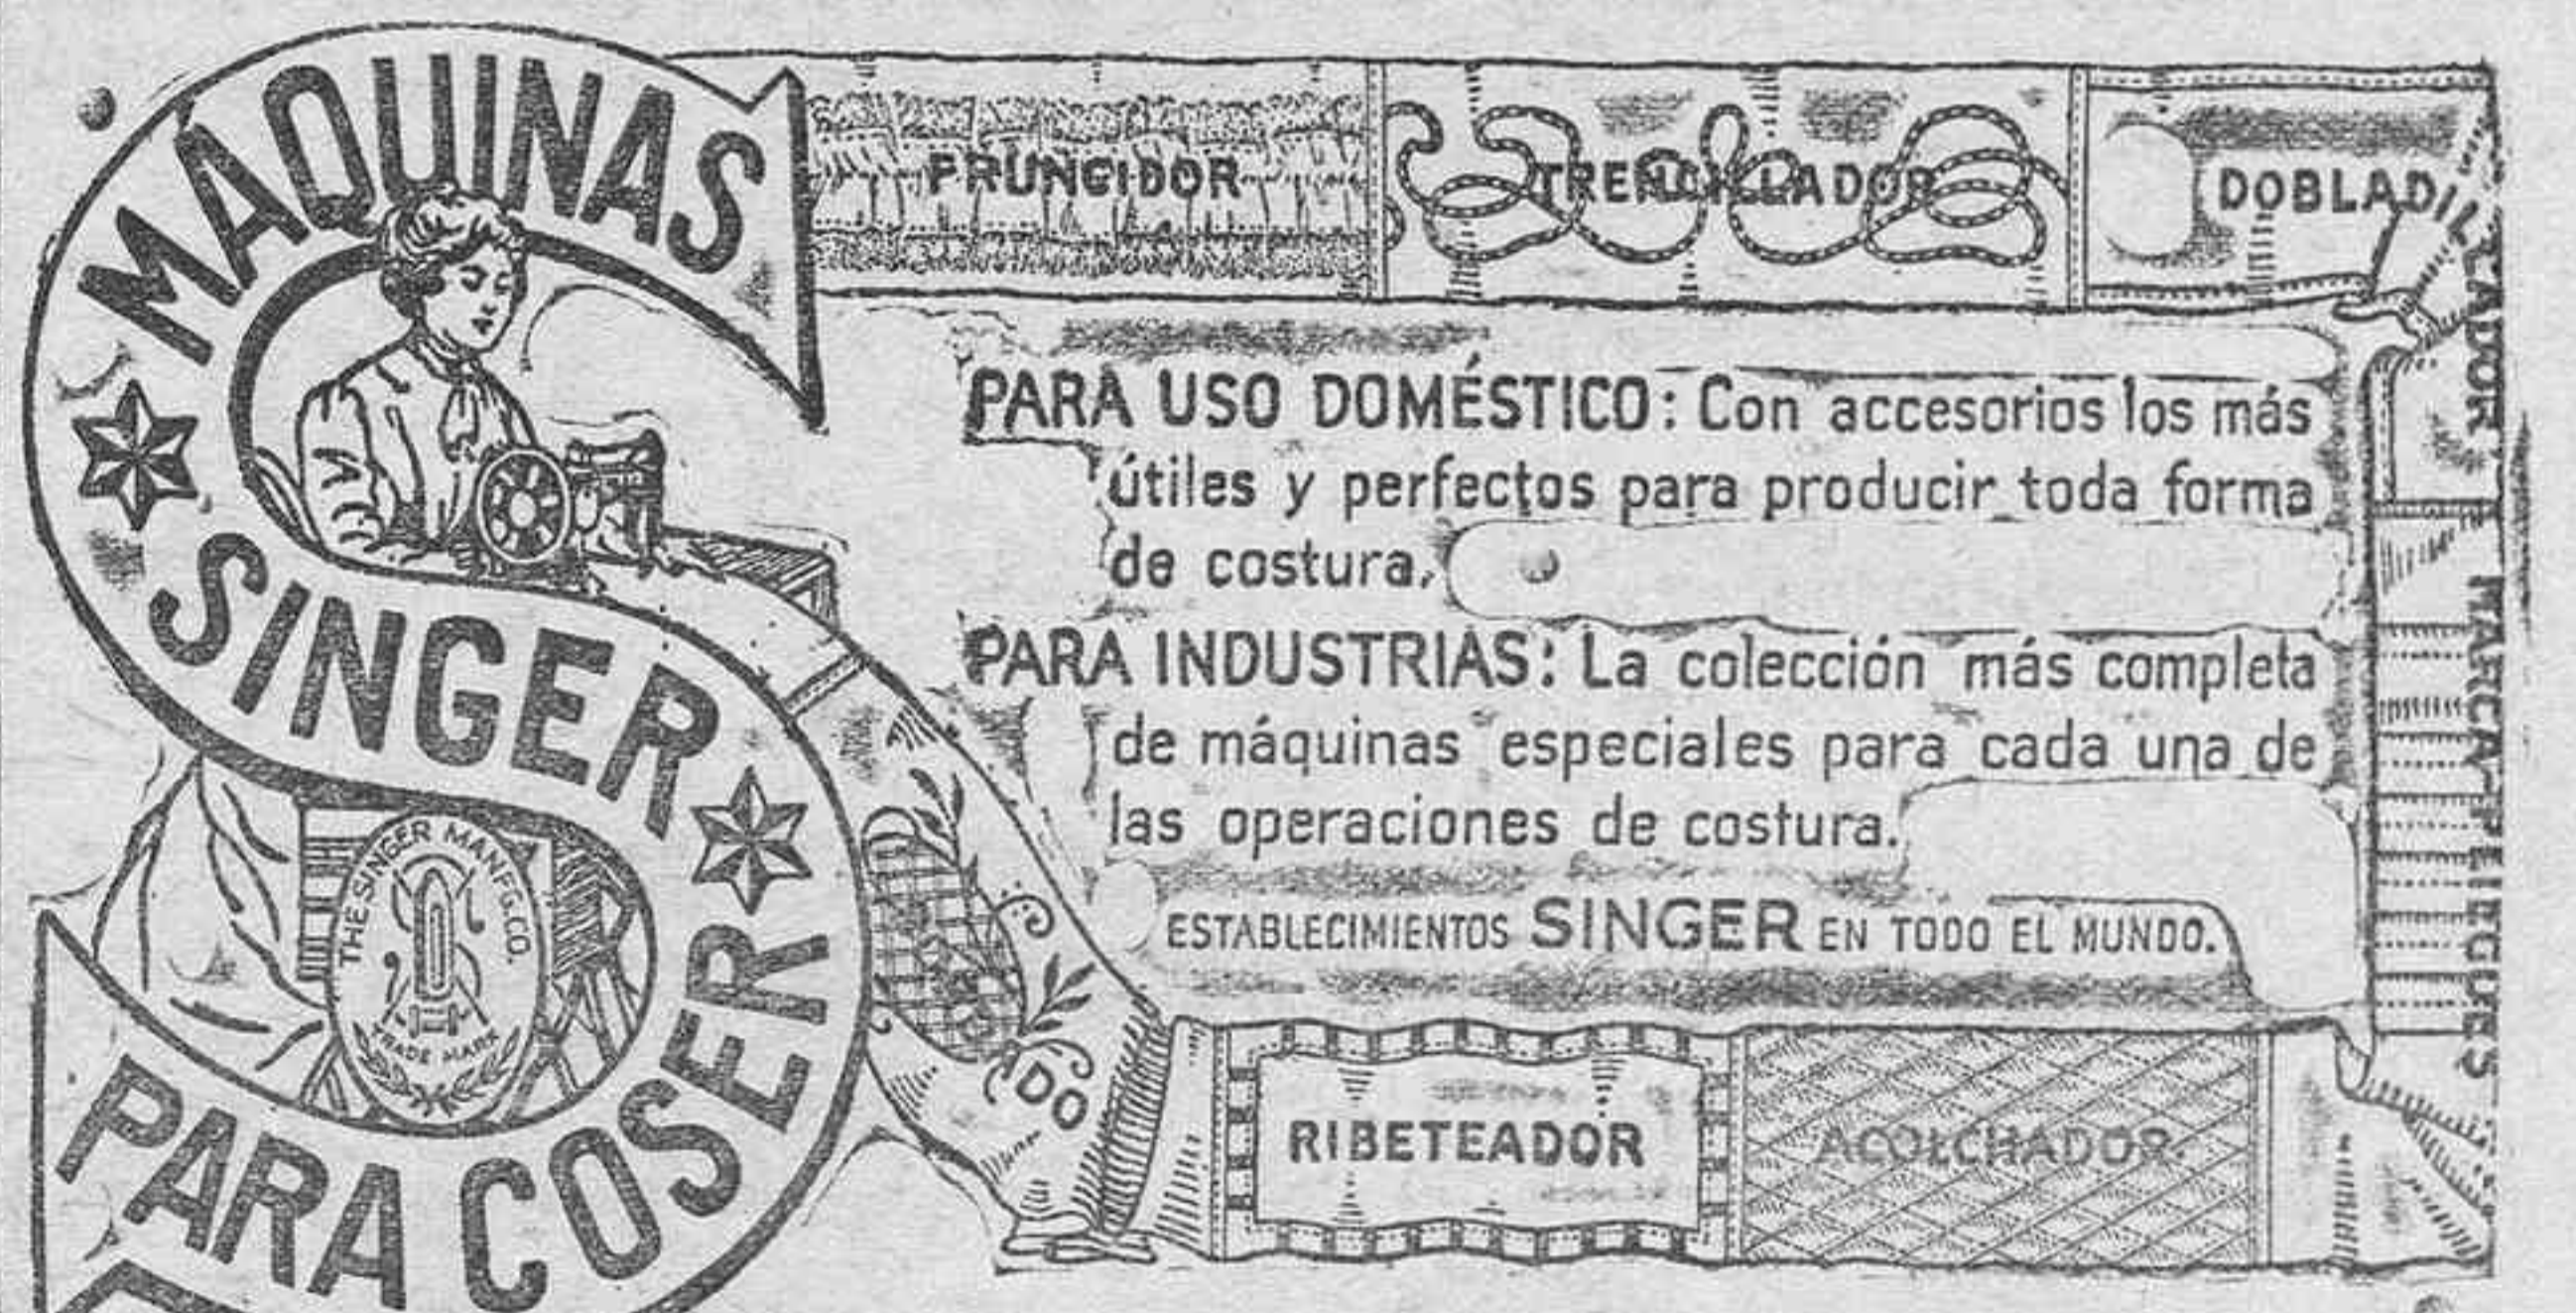 MÁQUINAS
SINGER
PARA COSER
THE SINGER MANFG. CO.
TRADE MARK
FRUNCIDOR
TRENCILLADOR
DOBLADILLADOR
MARCA-PLIEGUES
PARA USO DOMÉSTICO: Con accesorios los más
útiles y perfectos para producir toda forma
de costura.
PARA INDUSTRIAS: La colección más completa
de máquinas especiales para cada una de
las operaciones de costura.
ESTABLECIMIENTOS SINGER EN TODO EL MUNDO.
DO
RIBETEADOR
ACOLCHADOR